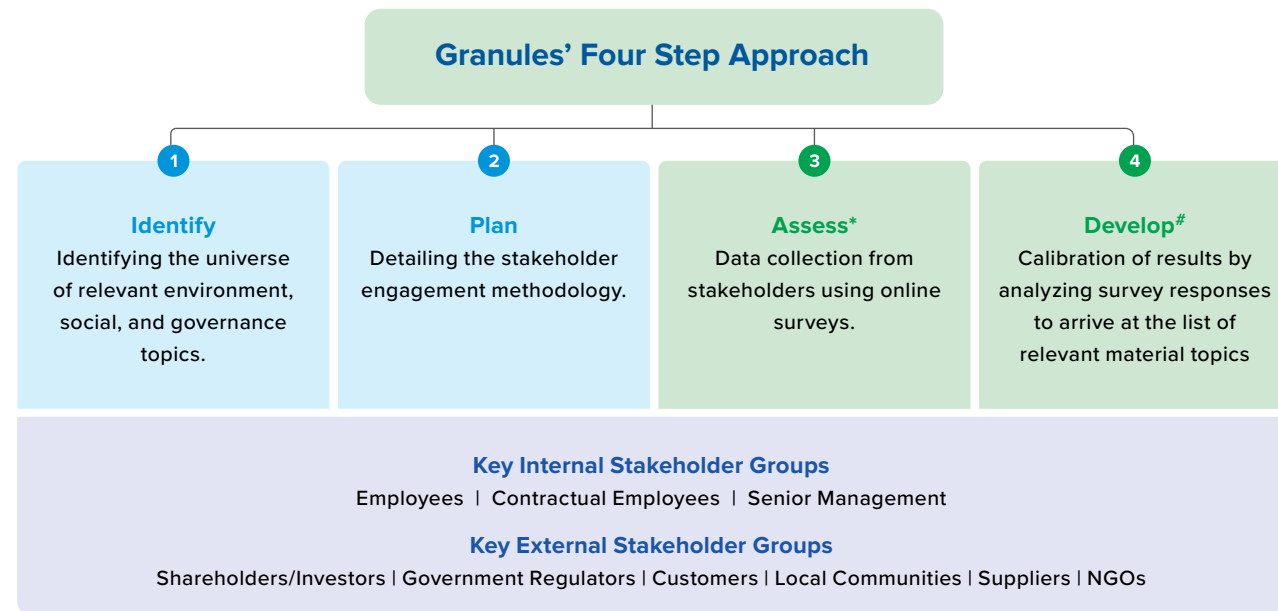 Granules’ Four Step Approach
1
Identify
Identifying the universe
of relevant environment,
social, and governance
topics.
2
Plan
Detailing the stakeholder
engagement methodology.
3
Assess*
Data collection from
stakeholders using online
surveys.
4
Develop#
Calibration of results by
analyzing survey responses
to arrive at the list of
relevant material topics
Key Internal Stakeholder Groups
Employees | Contractual Employees | Senior Management
Key External Stakeholder Groups
Shareholders/Investors | Government Regulators | Customers | Local Communities | Suppliers | NGOs